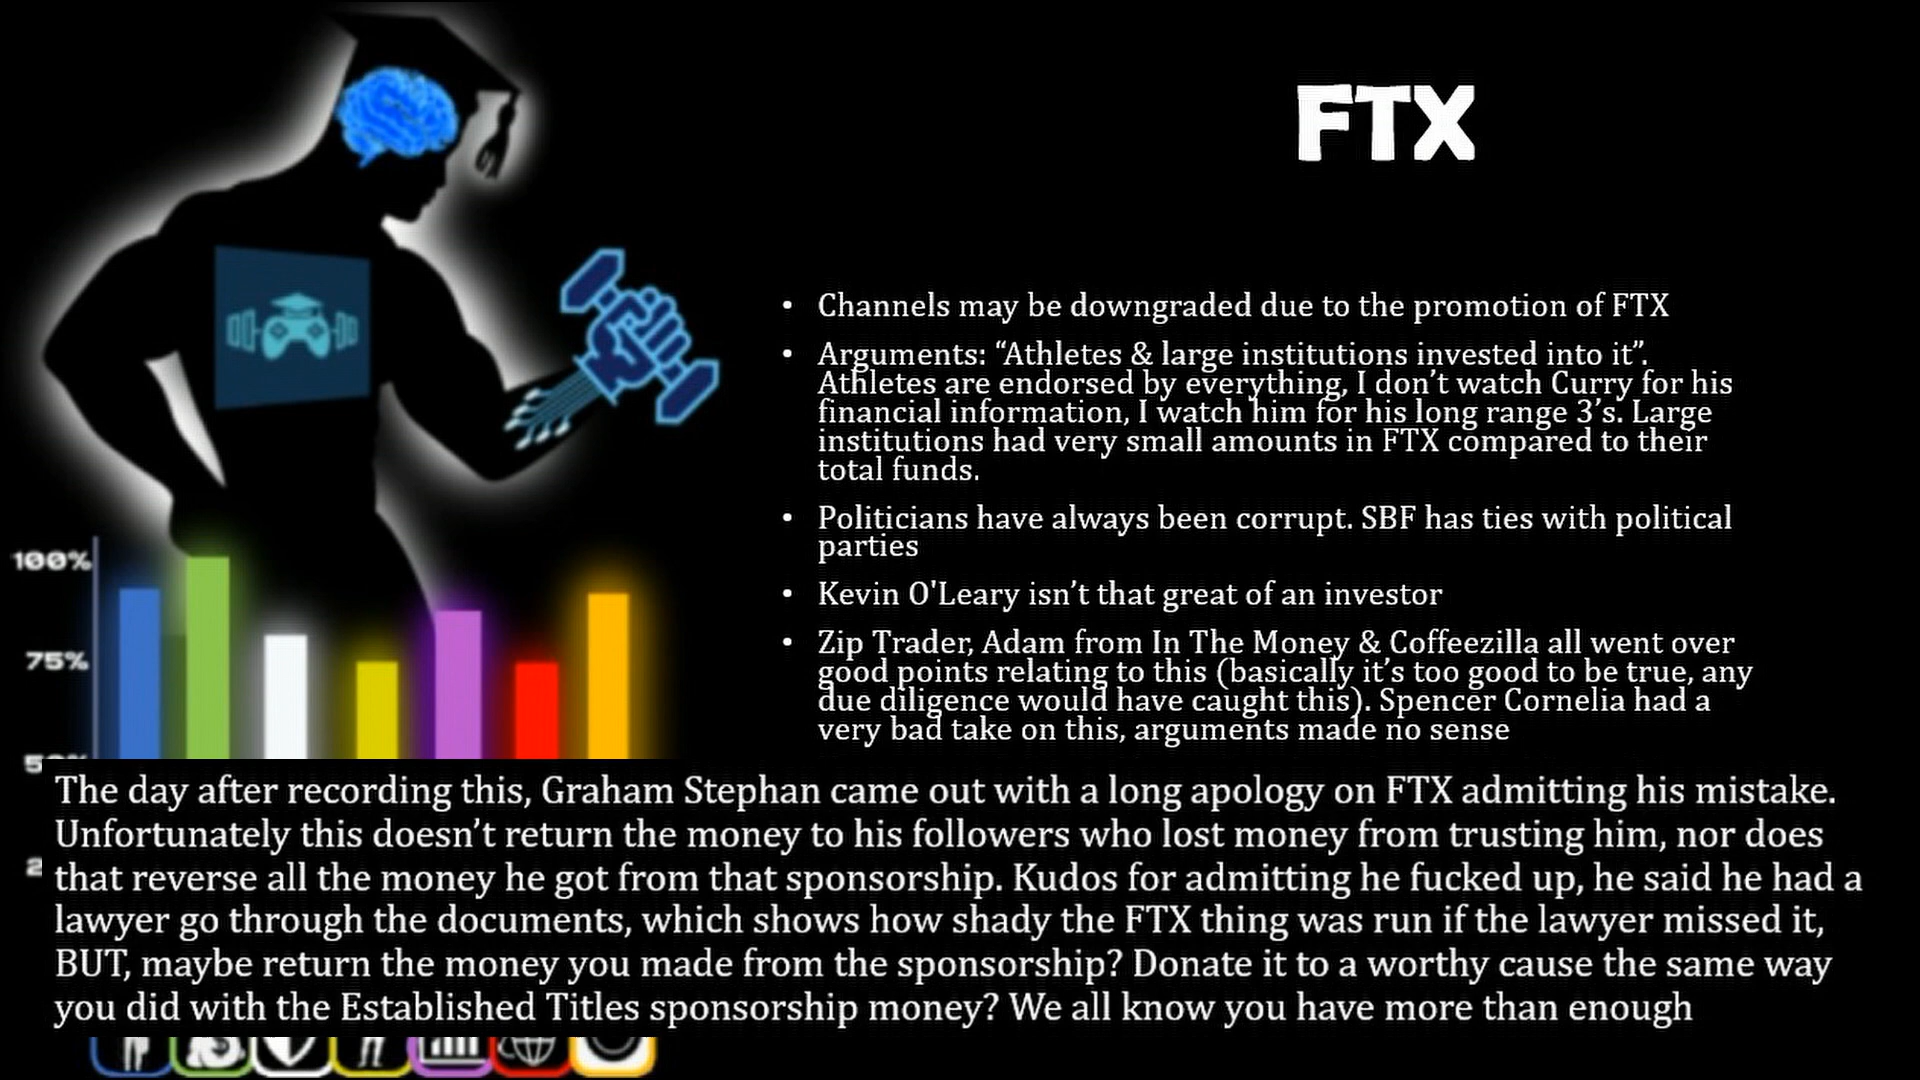 FTX
• Channels may be downgraded due to the promotion of FTX
• Arguments: “Athletes & large institutions invested into it”.
Athletes are endorsed by everything, I don’t watch Curry for his
financial information, I watch him for his long range 3’s. Large
institutions had very small amounts in FTX compared to their
total funds.
• Politicians have always been corrupt. SBF has ties with political
parties
• Kevin O'Leary isn’t that great of an investor
• Zip Trader, Adam from In The Money & Coffeezilla all went over
good points relating to this (basically it’s too good to be true, any
due diligence would have caught this). Spencer Cornelia had a
very bad take on this, arguments made no sense
100%
75%
The day after recording this, Graham Stephan came out with a long apology on FTX admitting his mistake.
Unfortunately this doesn’t return the money to his followers who lost money from trusting him, nor does
that reverse all the money he got from that sponsorship. Kudos for admitting he fucked up, he said he had a
lawyer go through the documents, which shows how shady the FTX thing was run if the lawyer missed it,
BUT, maybe return the money you made from the sponsorship? Donate it to a worthy cause the same way
you did with the Established Titles sponsorship money? We all know you have more than enough